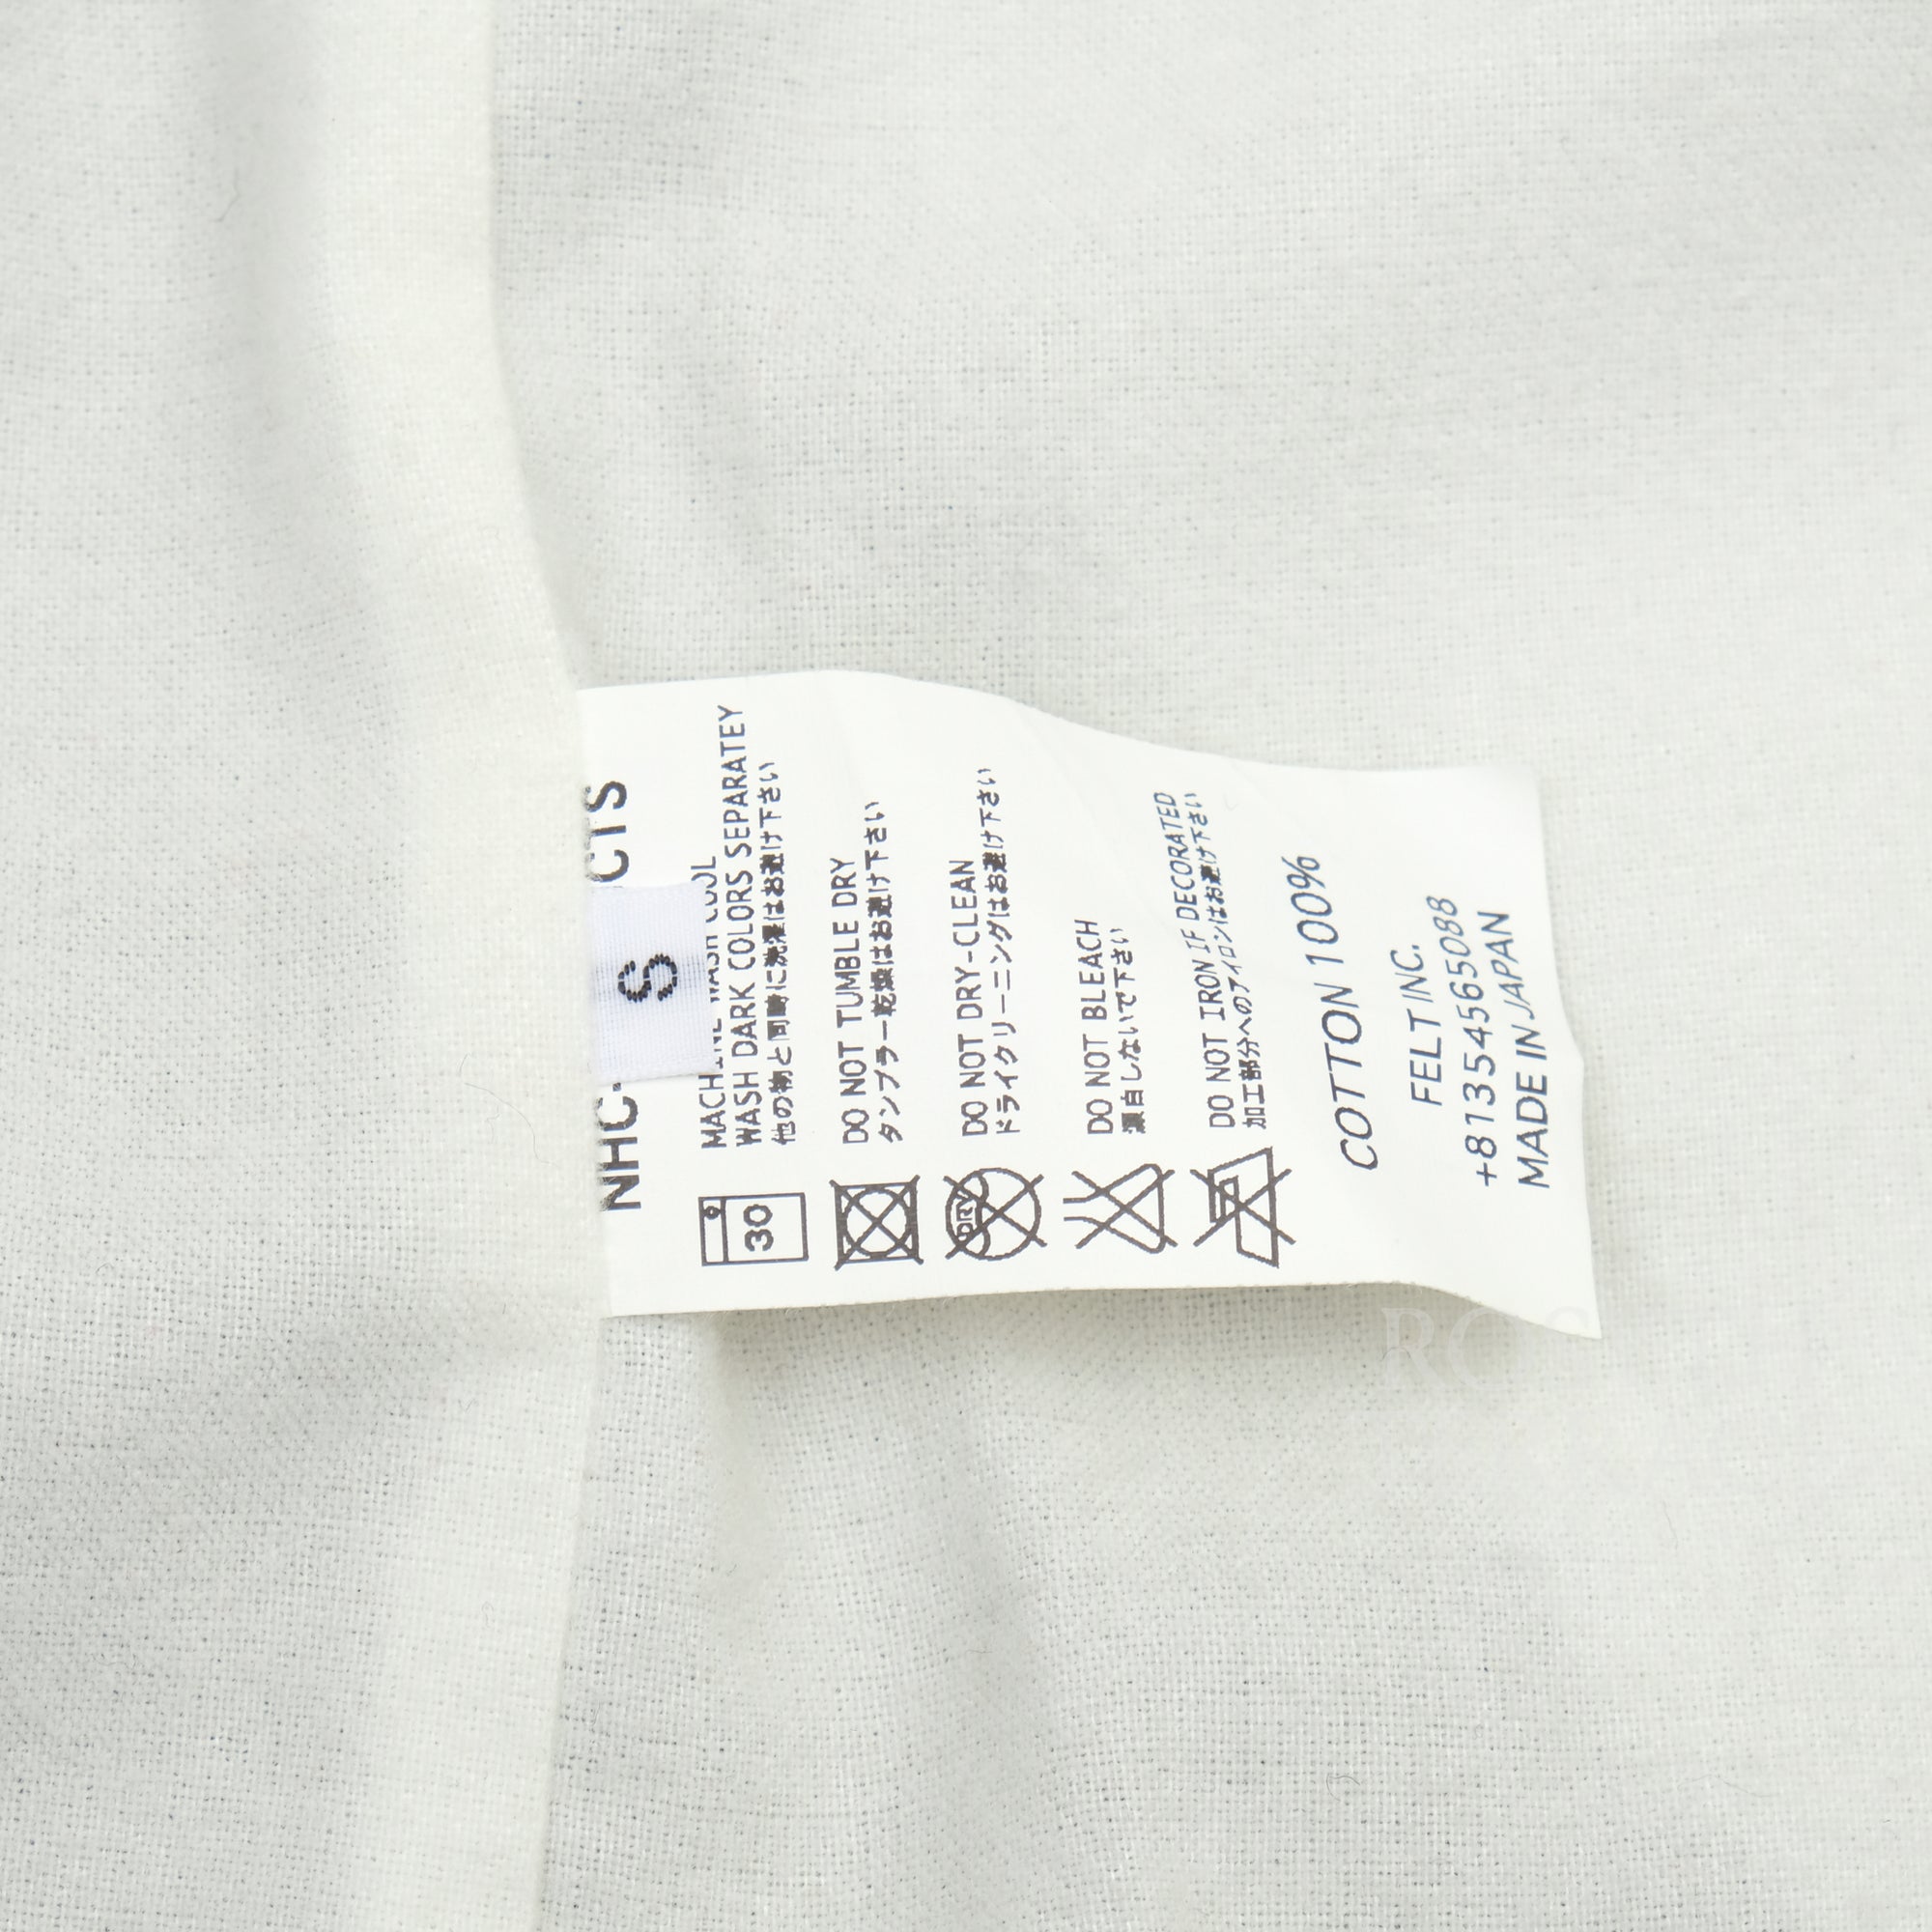 S
MACHINE WASH COOL
WASH DARK COLORS SEPARATEY
他の物と同時に洗濯はお避け下さい
DO NOT TUMBLE DRY
タンブラー乾燥はお避け下さい
DO NOT DRY-CLEAN
ドライクリーニングはお避け下さい
DO NOT BLEACH
漂白しないで下さい
DO NOT IRON IF DECORATED
加工部分へのアイロンはお避け下さい
30
DRY
COTTON 100%
FELT INC.
+81354565088
MADE IN JAPAN